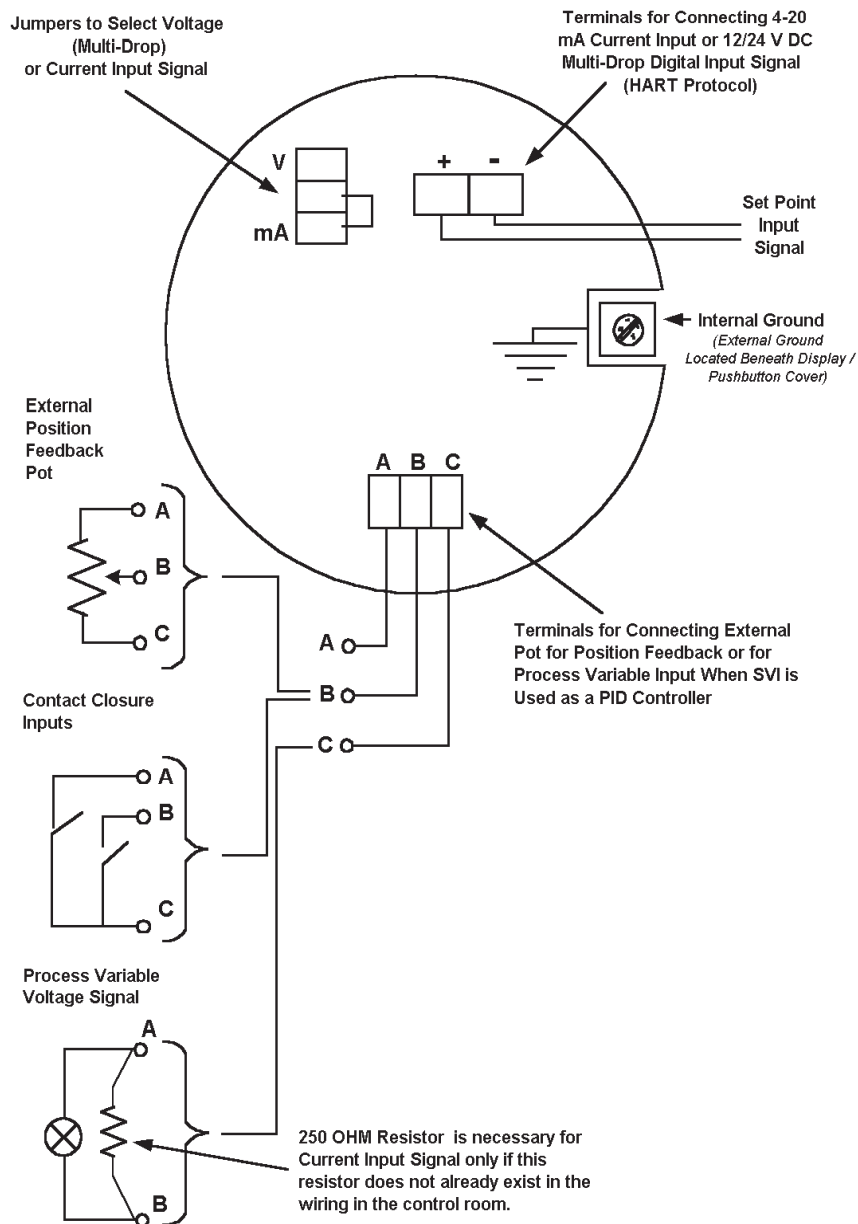 Jumpers to Select Voltage
(Multi-Drop)
or Current Input Signal
Terminals for Connecting 4-20
mA Current Input or 12/24 V DC
Multi-Drop Digital Input Signal
(HART Protocol)
V
mA
+ -
Set Point
Input
Signal
Internal Ground
(External Ground
Located Beneath Display /
Pushbutton Cover)
External
Position
Feedback
Pot
A
B
C
A B C
A
B
C
Terminals for Connecting External
Pot for Position Feedback or for
Process Variable Input When SVI is
Used as a PID Controller
Contact Closure
Inputs
A
B
C
Process Variable
Voltage Signal
A
B
250 OHM Resistor is necessary for
Current Input Signal only if this
resistor does not already exist in the
wiring in the control room.